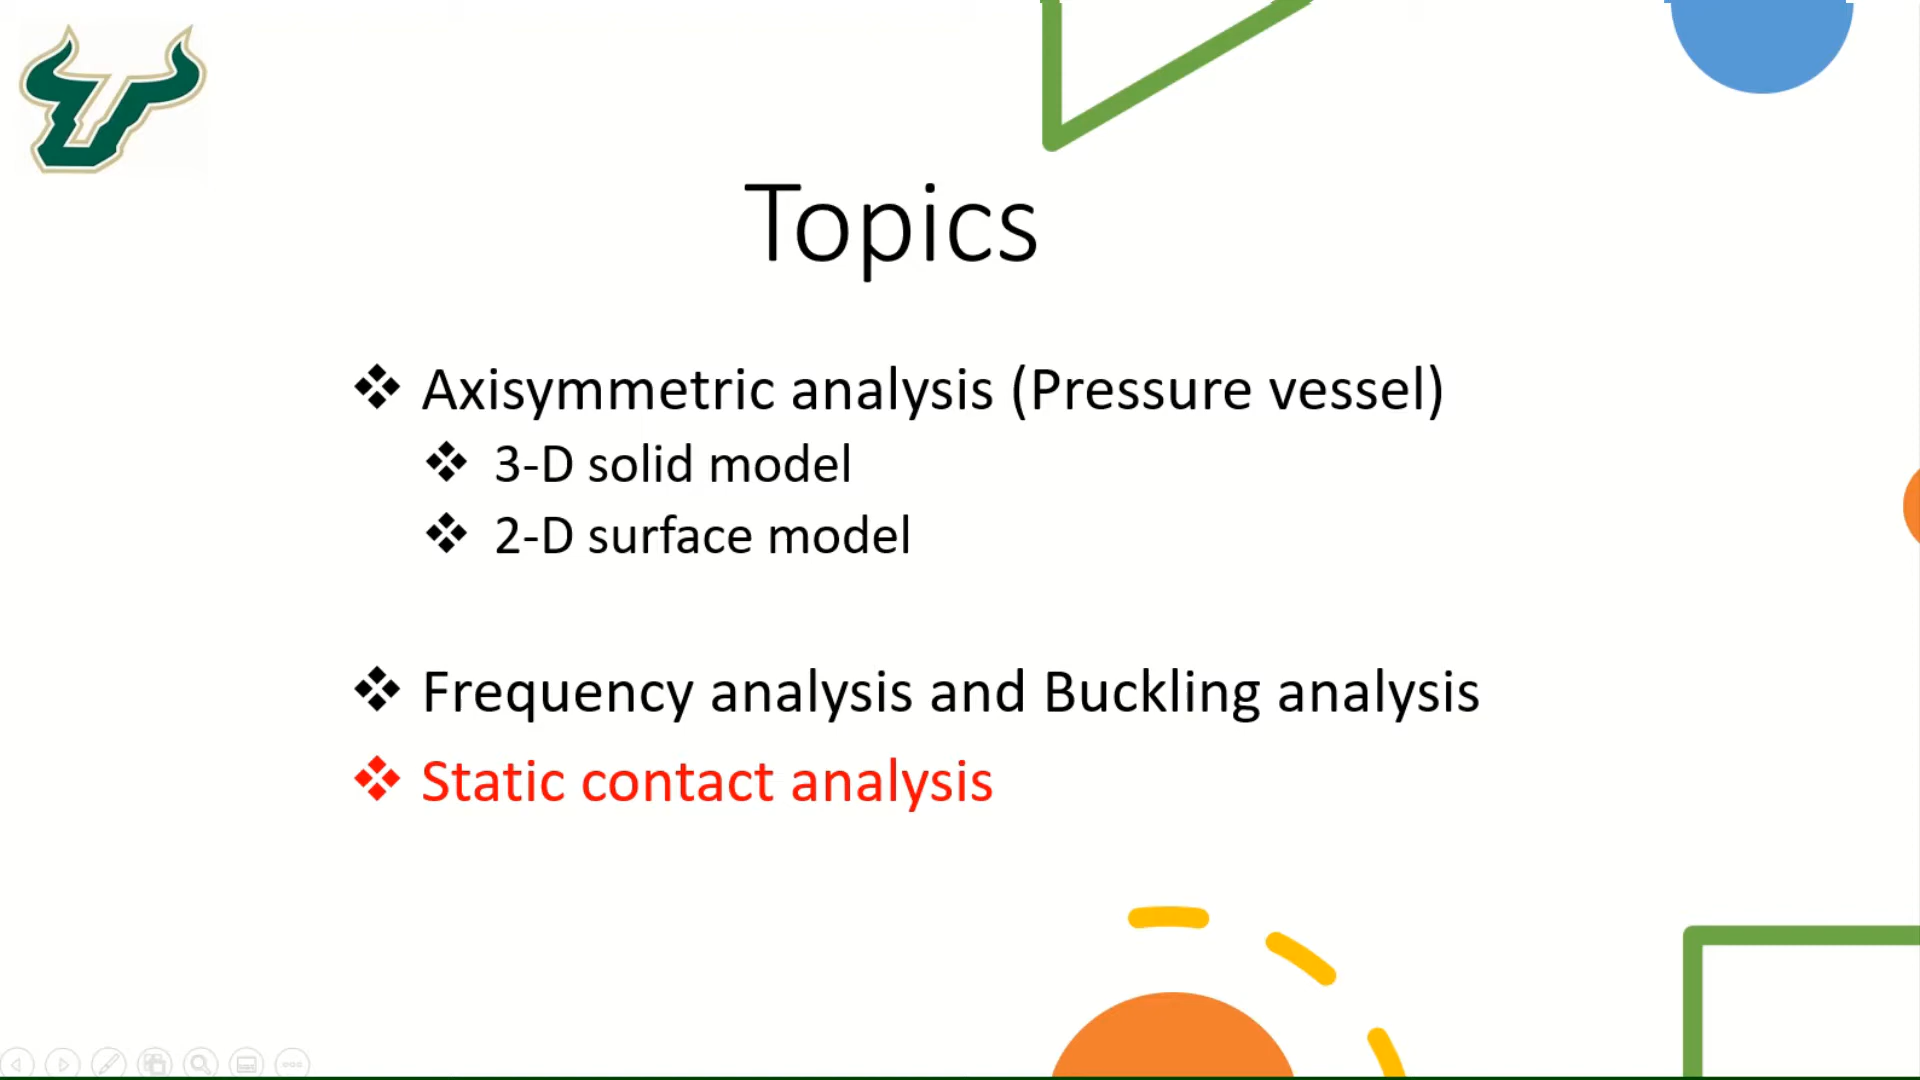 Topics
❖ Axisymmetric analysis (Pressure vessel)
❖ 3-D solid model
❖ 2-D surface model
❖ Frequency analysis and Buckling analysis
❖ Static contact analysis